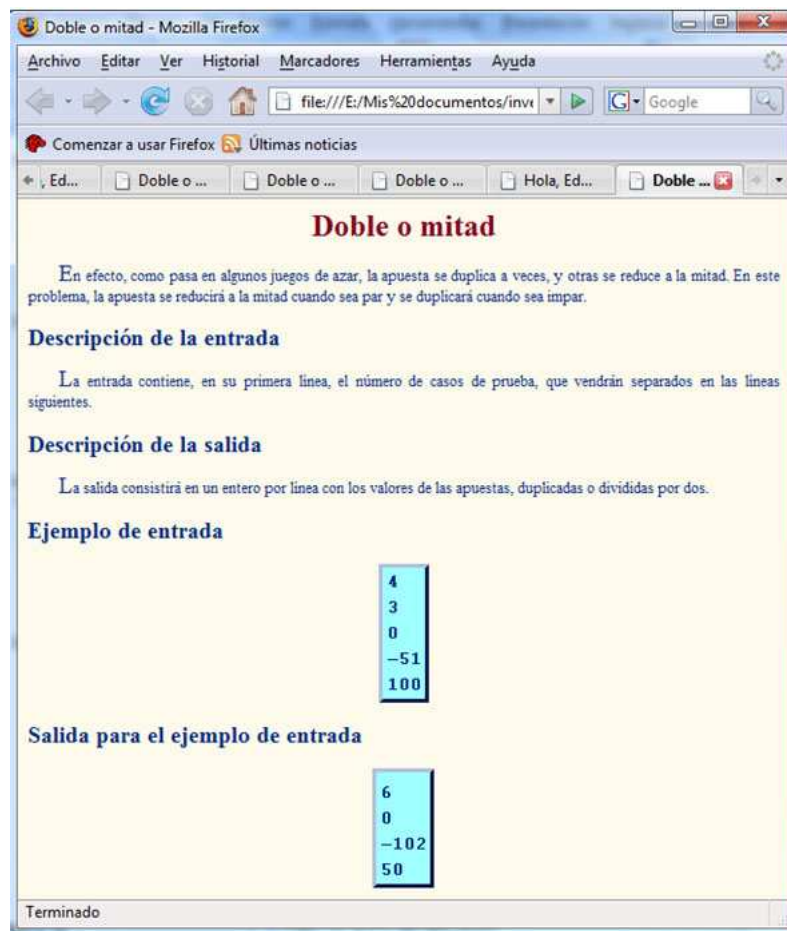 Doble o mitad - Mozilla Firefox
Archivo Editar Ver Historial Marcadores Herramientas Ayuda
file:///E:/Mis%20documentos/inve
G Google
Comenzar a usar Firefox Últimas noticias
, Ed... Doble o ... Doble o ... Doble o ... Hola, Ed... Doble ...
Doble o mitad
En efecto, como pasa en algunos juegos de azar, la apuesta se duplica a veces, y otras se reduce a la mitad. En este
problema, la apuesta se reducirá a la mitad cuando sea par y se duplicará cuando sea impar.
Descripción de la entrada
La entrada contiene, en su primera línea, el número de casos de prueba, que vendrán separados en las líneas
siguientes.
Descripción de la salida
La salida consistirá en un entero por línea con los valores de las apuestas, duplicadas o divididas por dos.
Ejemplo de entrada
4
3
0
-51
100
Salida para el ejemplo de entrada
6
0
-102
50
Terminado